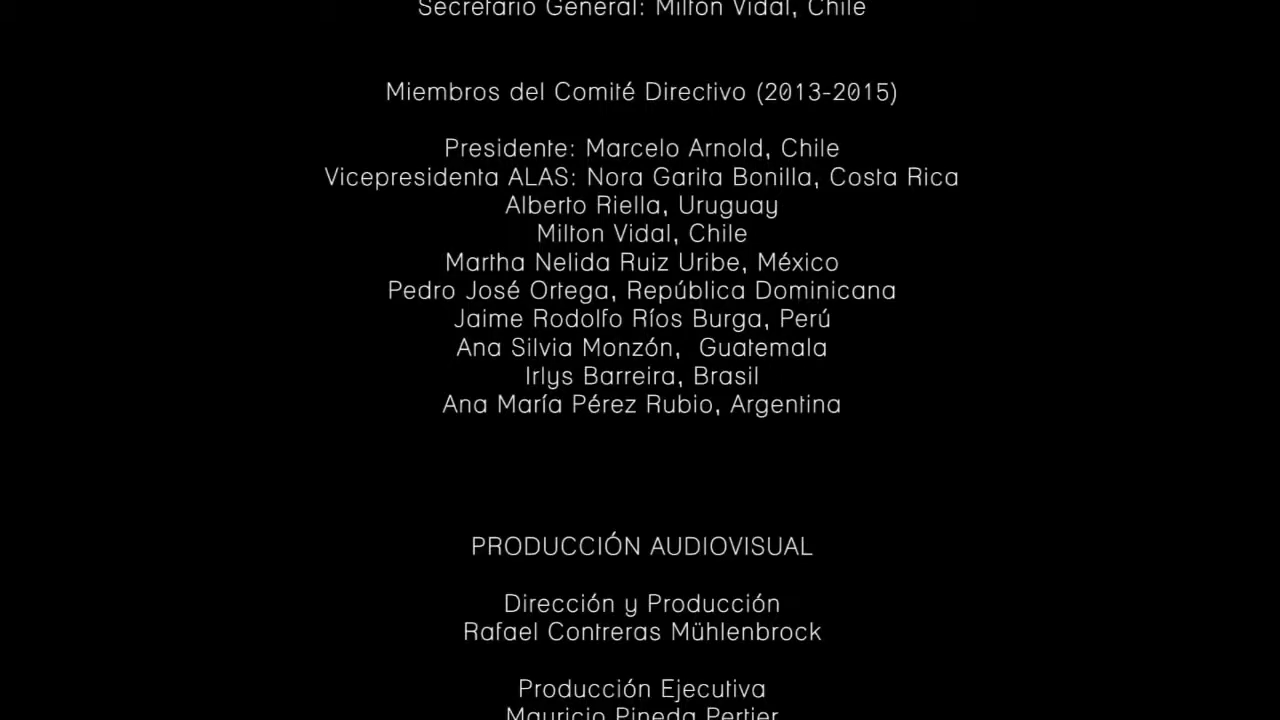 Secretario General: Milton Vidal, Chile
Miembros del Comité Directivo (2013-2015)
Presidente: Marcelo Arnold, Chile
Vicepresidenta ALAS: Nora Garita Bonilla, Costa Rica
Alberto Riella, Uruguay
Milton Vidal, Chile
Martha Nelida Ruiz Uribe, México
Pedro José Ortega, República Dominicana
Jaime Rodolfo Ríos Burga, Perú
Ana Silvia Monzón, Guatemala
Irlys Barreira, Brasil
Ana María Pérez Rubio, Argentina
PRODUCCIÓN AUDIOVISUAL
Dirección y Producción
Rafael Contreras Mühlenbrock
Producción Ejecutiva
Mauricio Pineda Pertier